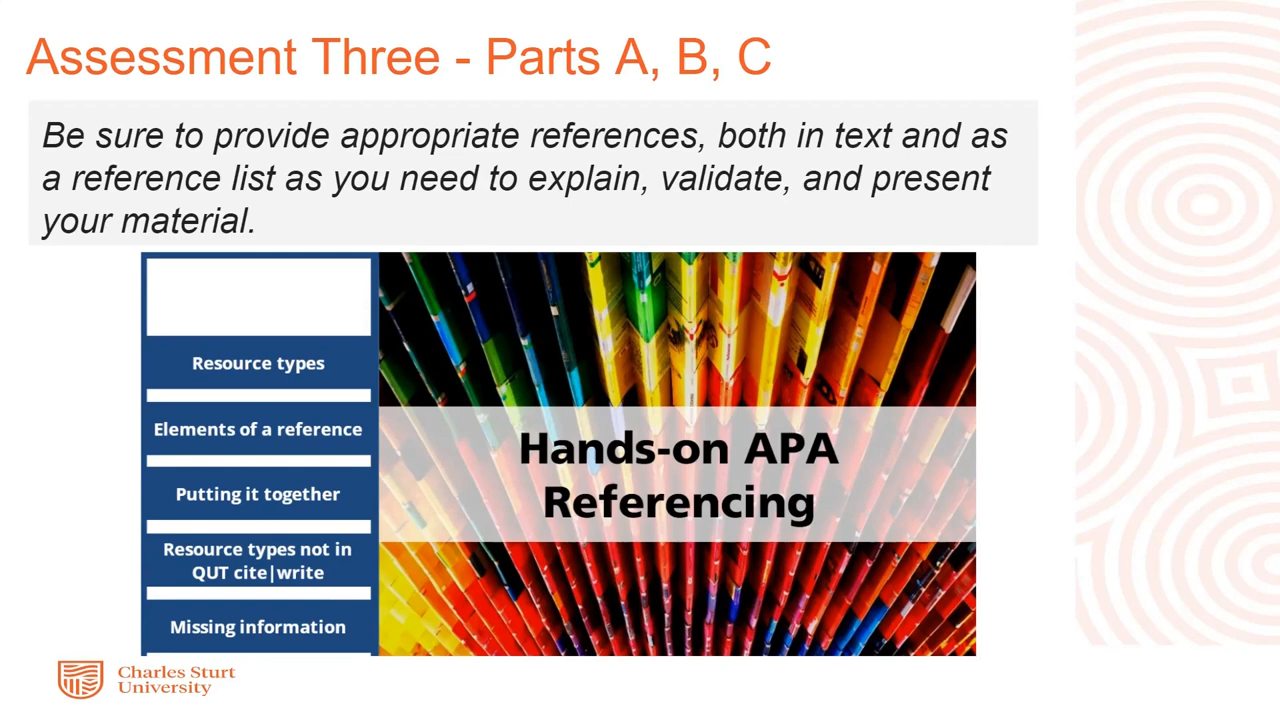 Assessment Three - Parts A, B, C
Be sure to provide appropriate references, both in text and as
a reference list as you need to explain, validate, and present
your material.
Resource types
Elements of a reference
Putting it together
Resource types not in
QUT cite|write
Missing information
Hands-on APA
Referencing
Charles Sturt
University